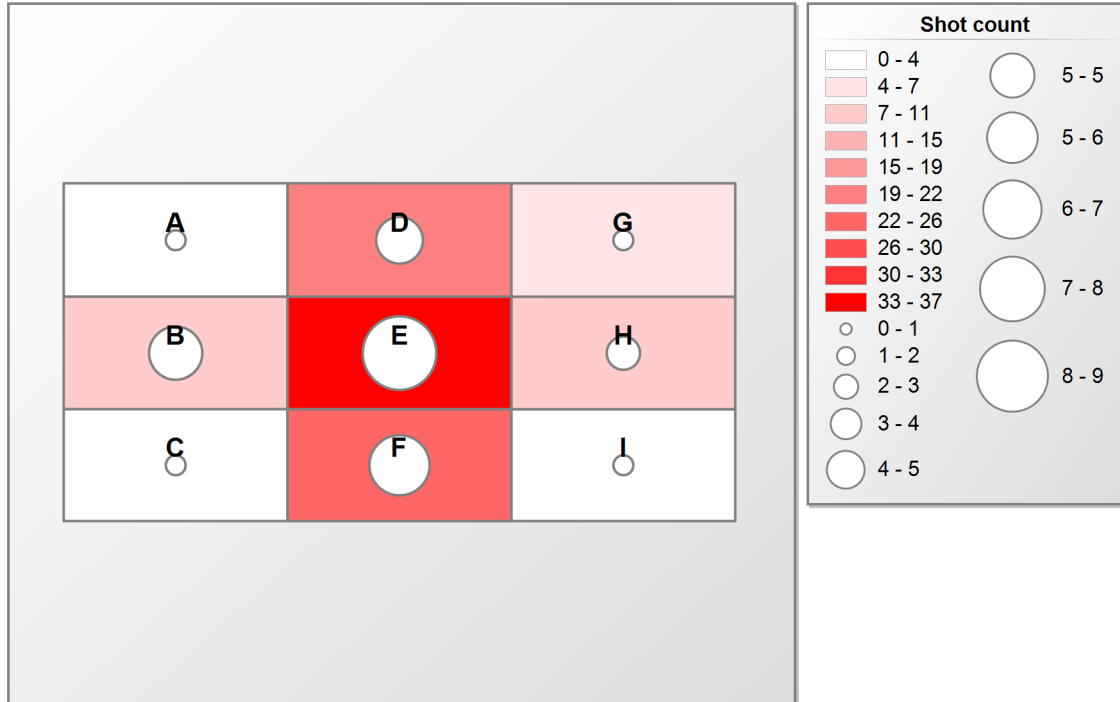 A
D
G
B
E
H
C
F
I
Shot count
0 - 4
4 - 7
7 - 11
11 - 15
15 - 19
19 - 22
22 - 26
26 - 30
30 - 33
33 - 37
0 - 1
1 - 2
2 - 3
3 - 4
4 - 5
5 - 5
5 - 6
6 - 7
7 - 8
8 - 9